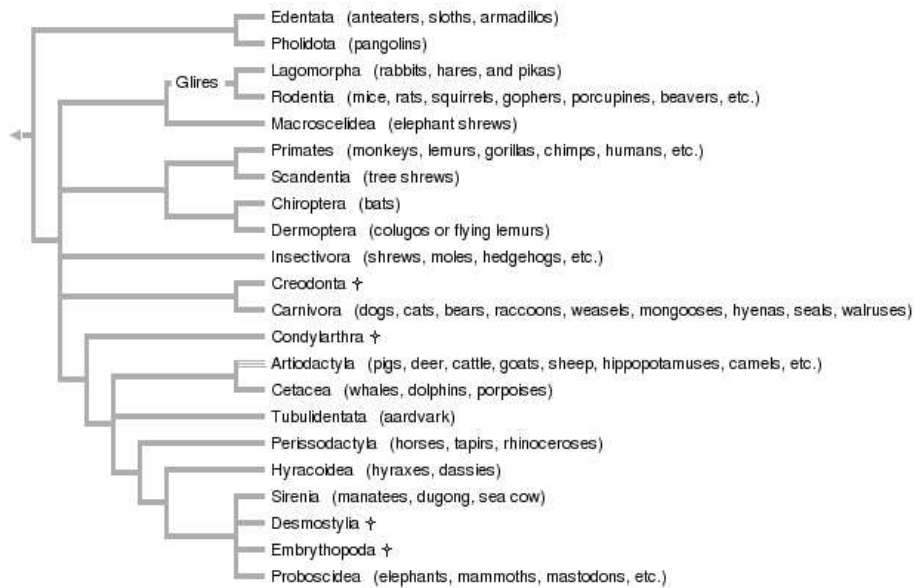 Edentata (anteaters, sloths, armadillos)
Pholidota (pangolins)
Lagomorpha (rabbits, hares, and pikas)
Glires
Rodentia (mice, rats, squirrels, gophers, porcupines, beavers, etc.)
Macroscelidea (elephant shrews)
Primates (monkeys, lemurs, gorillas, chimps, humans, etc.)
Scandentia (tree shrews)
Chiroptera (bats)
Dermoptera (colugos or flying lemurs)
Insectivora (shrews, moles, hedgehogs, etc.)
Creodonta ✝
Carnivora (dogs, cats, bears, raccoons, weasels, mongooses, hyenas, seals, walruses)
Condylarthra ✝
Artiodactyla (pigs, deer, cattle, goats, sheep, hippopotamuses, camels, etc.)
Cetacea (whales, dolphins, porpoises)
Tubulidentata (aardvark)
Perissodactyla (horses, tapirs, rhinoceroses)
Hyracoidea (hyraxes, dassies)
Sirenia (manatees, dugong, sea cow)
Desmostylia ✝
Embrythopoda ✝
Proboscidea (elephants, mammoths, mastodons, etc.)